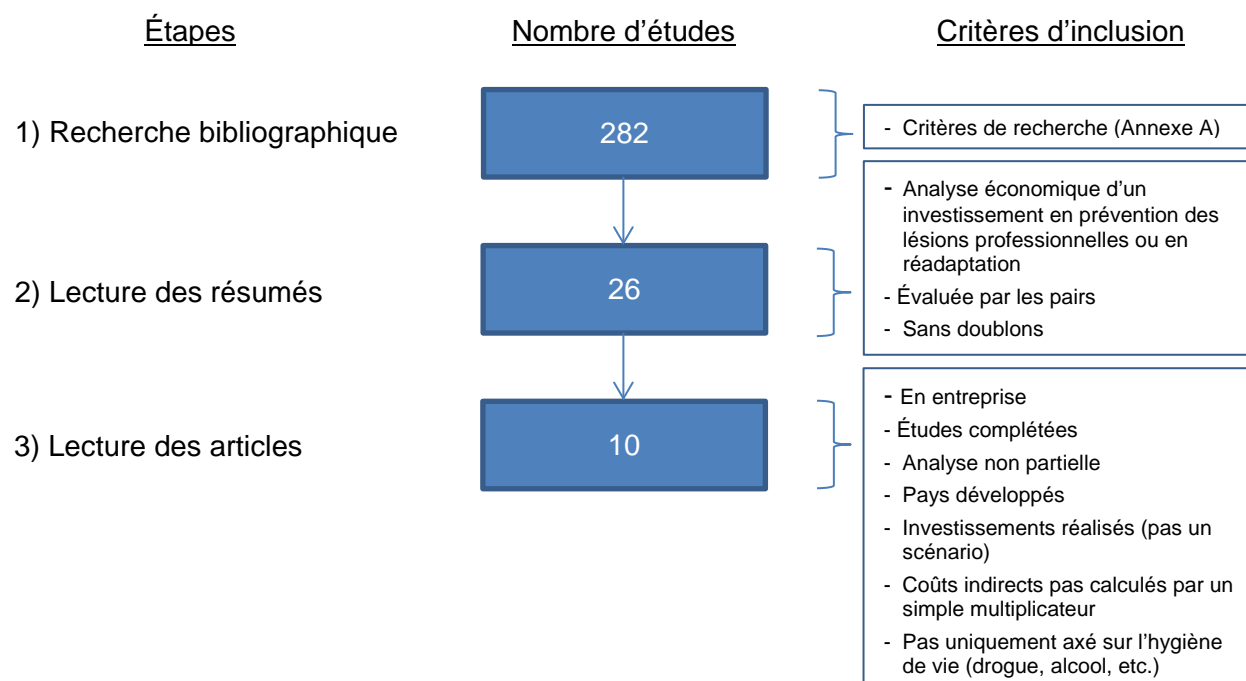 Étapes
Nombre d'études
Critères d'inclusion
1) Recherche bibliographique
282
- Critères de recherche (Annexe A)
2) Lecture des résumés
26
- Analyse économique d'un
investissement en prévention des
lésions professionnelles ou en
réadaptation
- Évaluée par les pairs
- Sans doublons
3) Lecture des articles
10
- En entreprise
- Études complétées
- Analyse non partielle
- Pays développés
- Investissements réalisés (pas un
scénario)
- Coûts indirects pas calculés par un
simple multiplicateur
- Pas uniquement axé sur l'hygiène
de vie (drogue, alcool, etc.)